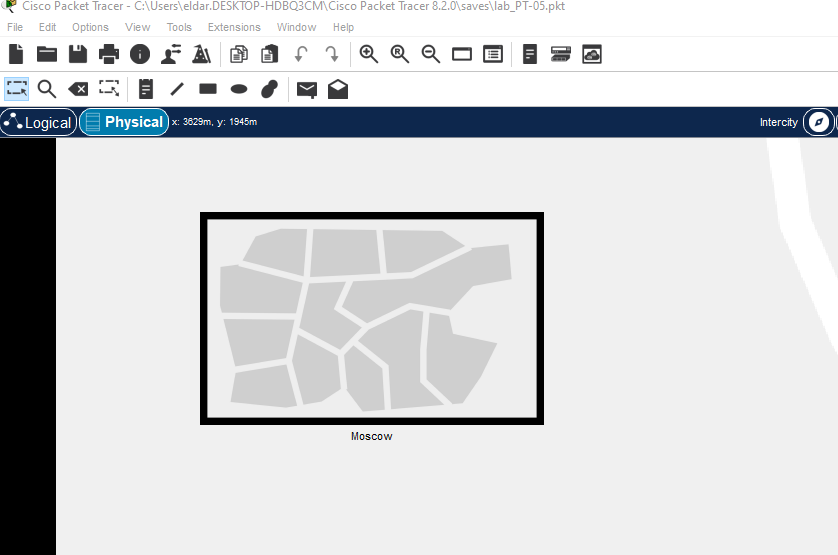 Cisco Packet Tracer - C:\Users\eldar.DESKTOP-HDBQ3CM\Cisco Packet Tracer 8.2.0\saves\lab_PT-05.pkt
File Edit Options View Tools Extensions Window Help
Logical Physical x: 3629m, y: 1945m Intercity
Moscow